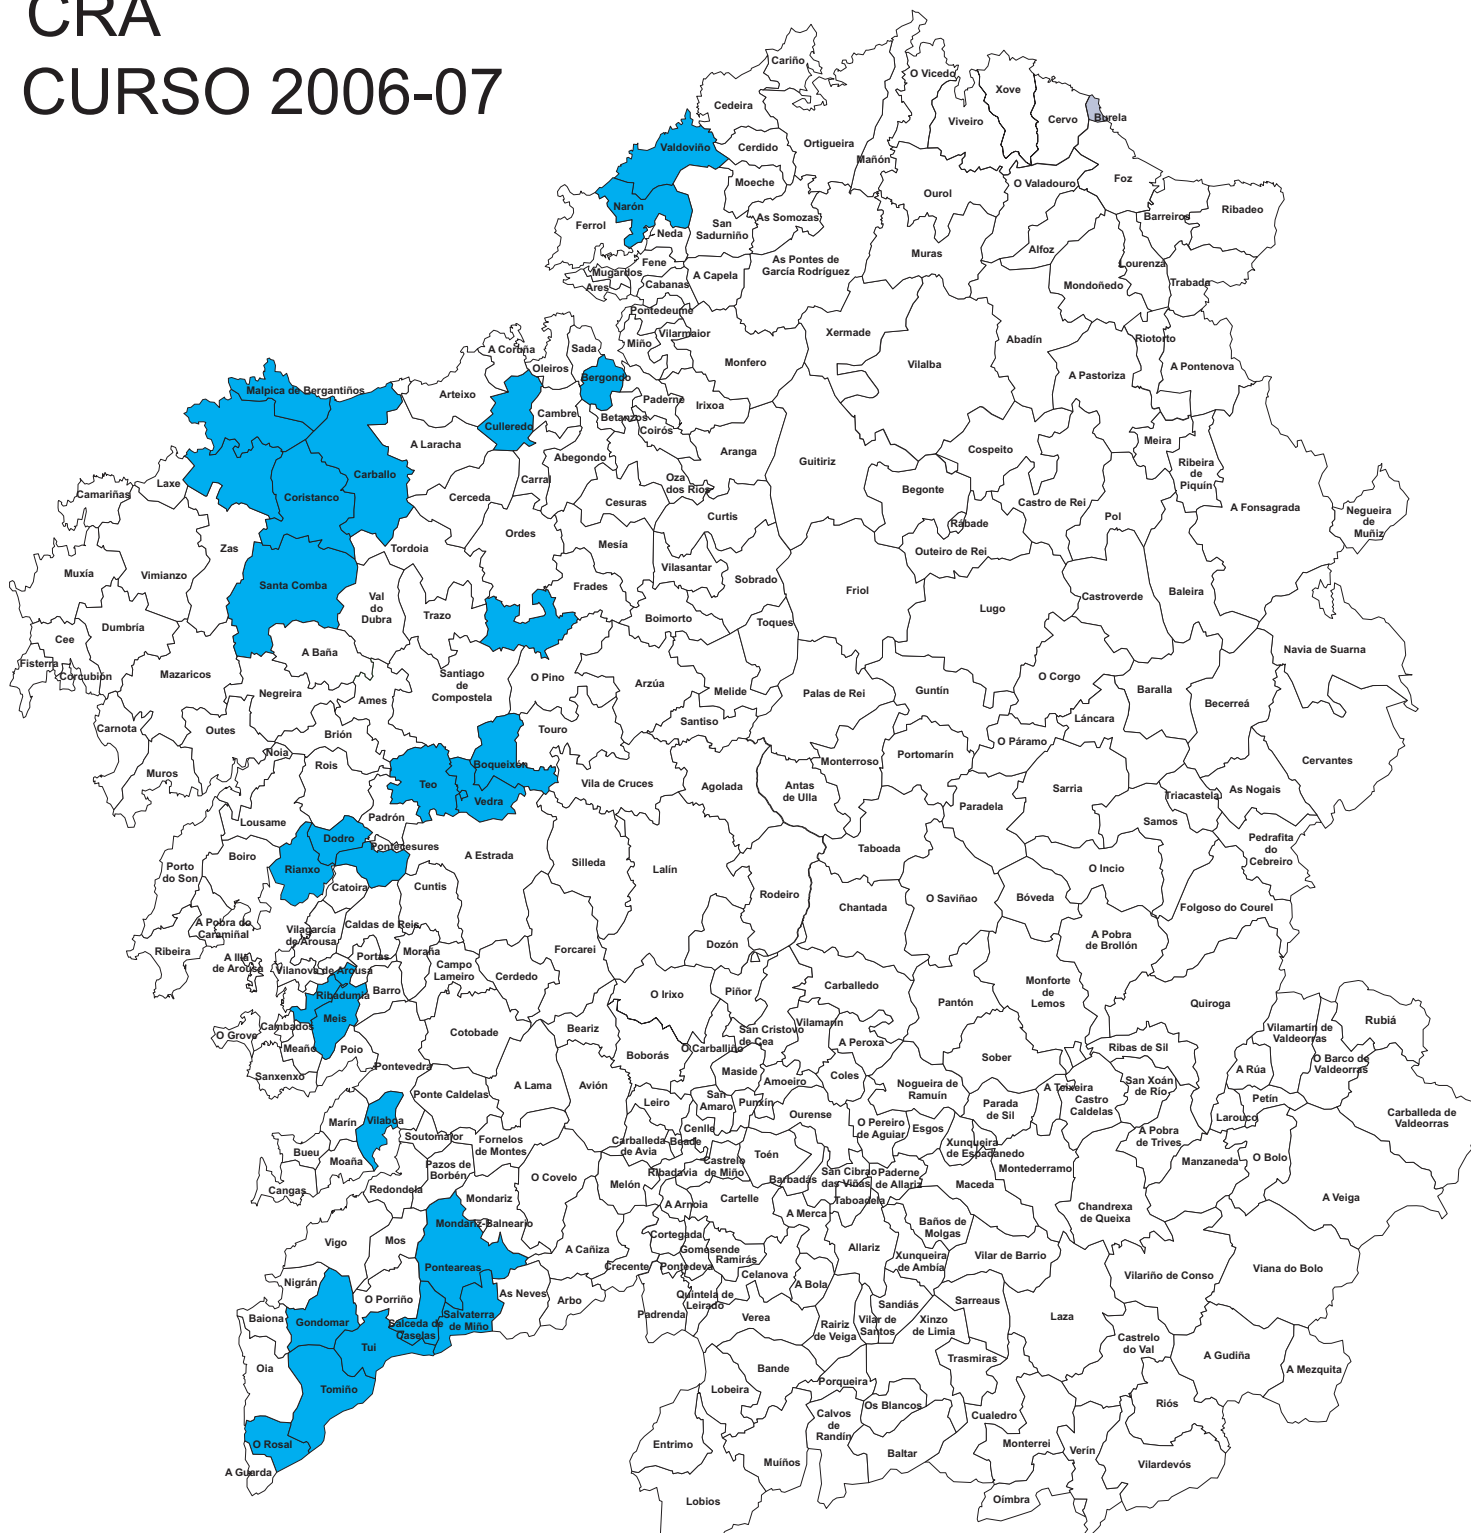 CRA
CURSO 2006-07
Cariño
O Vicedo
Xove
Cedeira
Viveiro
Cervo
Burela
Valdoviño
Cerdido
Ortigueira
Mañón
Moeche
O Valadouro
Foz
Ourol
Narón
Ferrol
Neda
San
Sadurniño
As Somozas
Barreiros
Ribadeo
Alfoz
Muras
Fene
Mugardos
Ares
Cabanas
A Capela
As Pontes de
García Rodríguez
Lourenza
Mondoñedo
Trabada
Pontedeume
Vilarmaior
Miño
Xermade
Abadín
Riotorto
A Coruña
Sada
Oleiros
Monfero
Vilalba
A Pastoriza
A Pontenova
Bergondo
Malpica de Bergantiños
Arteixo
Paderne
Irixoa
Cambre
Betanzos
Coirós
Culleredo
A Laracha
Aranga
Guitiriz
Cospeito
Meira
Ribeira
de
Piquín
Abegondo
Carral
Carballo
Laxe
Camariñas
Coristanco
Cerceda
Oza
dos Ríos
Cesuras
Begonte
Castro de Rei
A Fonsagrada
Negueira
de
Muñiz
Curtis
Pol
Rábade
Ordes
Mesía
Outeiro de Rei
Zas
Tordoia
Vilasantar
Sobrado
Muxía
Vimianzo
Santa Comba
Frades
Friol
Val
do
Dubra
Trazo
Boimorto
Toques
Lugo
Castroverde
Baleira
Dumbría
Cee
Fisterra
Corcubión
A Baña
Navia de Suarna
Mazaricos
Santiago
de
Compostela
O Pino
Arzúa
Melide
Palas de Rei
Guntín
O Corgo
Baralla
Becerreá
Negreira
Ames
Santiso
Láncara
Carnota
Outes
Brión
Touro
O Páramo
Noia
Rois
Portomarín
Monterroso
Cervantes
Muros
Boqueixón
Teo
Vedra
Vila de Cruces
Agolada
Antas
de Ulla
Sarria
Paradela
Triacastela
As Nogais
Samos
Lousame
Padrón
Dodro
Pontecesures
Pedrafita
do
Cebreiro
Boiro
Porto
do Son
Rianxo
A Estrada
Silleda
Lalín
Taboada
O Incio
Catoira
Cuntis
Rodeiro
Chantada
O Saviñao
Bóveda
Folgoso do Courel
A Pobra do
Caramiñal
Vilagarcía
de Arousa
Caldas de Reis
A Pobra
de Brollón
Ribeira
A Illa
de Arousa
Portas
Moraña
Forcarei
Dozón
Vilanova de Arousa
Campo
Lameiro
Cerdedo
Ribadumia
Barro
O Irixo
Piñor
Carballedo
Pantón
Monforte
de
Lemos
Quiroga
Meis
Cambados
O Grove
Meaño
Cotobade
Beariz
Vilamarín
San Cristovo
de Cea
A Peroxa
Rubiá
Vilamartín de
Valdeorras
O Barco de
Valdeorras
Poio
Boborás
O Carballiño
Sober
Ribas de Sil
Sanxenxo
Pontevedra
Maside
Amoeiro
Coles
A Rúa
A Lama
Avión
Nogueira de
Ramuín
A Teixeira
San Xoán
de Río
Ponte Caldelas
Leiro
San
Amaro
Punxín
Parada
de Sil
Castro
Caldelas
Petín
Larouco
Ourense
Carballeda de
Valdeorras
Marín
Vilaboa
O Pereiro
de Aguiar
Esgos
Cenlle
Soutomaior
Fornelos
de Montes
Carballeda
de Avia
Beade
A Pobra
de Trives
Bueu
Moaña
Toén
Xunqueira
de Espadanedo
Manzaneda
O Bolo
Pazos de
Borbén
Castrelo
de Miño
Ribadavia
Montederramo
Cangas
Redondela
O Covelo
Melón
Barbadás
San Cibrao
das Viñas
Paderne
de Allariz
Maceda
Mondariz
A Arnoia
Cartelle
Taboadela
A Veiga
Mondariz-Balneario
A Merca
Chandrexa
de Queixa
Vigo
Mos
Cortegada
Baños de
Molgas
A Cañiza
Gomesende
Ramirás
Allariz
Vilar de Barrio
Xunqueira
de Ambía
Ponteareas
Crecente
Pontedeva
Celanova
Vilariño de Conso
Viana do Bolo
Nigrán
As Neves
Arbo
A Bola
O Porriño
Quintela de
Leirado
Sandiás
Sarreaus
Baiona
Gondomar
Salceda de
Caselas
Salvaterra
de Miño
Padrenda
Verea
Rairiz
de Veiga
Vilar de
Santos
Xinzo
de Limia
Laza
Tui
Castrelo
do Val
Oia
Trasmiras
A Gudiña
A Mezquita
Bande
Porqueira
Tomiño
Lobeira
Riós
Os Blancos
Calvos
de
Randín
Cualedro
O Rosal
Entrimo
Baltar
Monterrei
Verín
A Guarda
Muíños
Vilardevós
Lobios
Oímbra